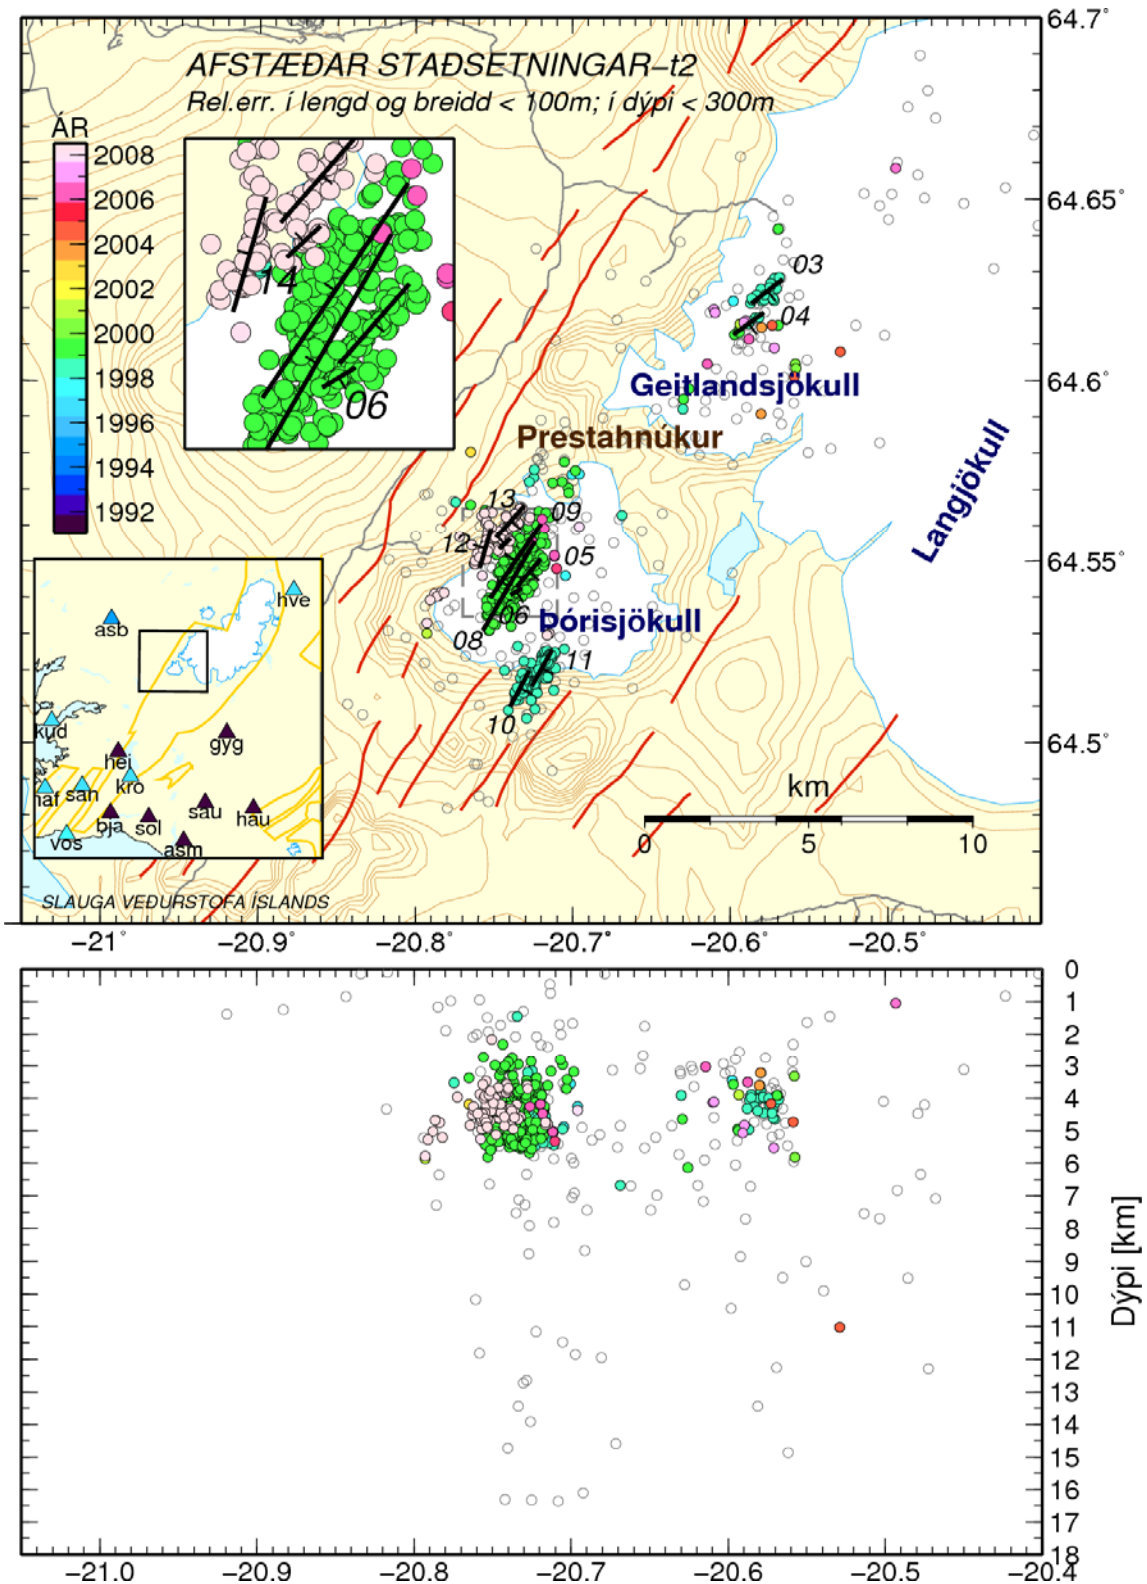 AFSTÆÐAR STAÐSETNINGAR–t2
Rel.err. í lengd og breidd < 100m; í dýpi < 300m
ÁR
2008
2006
2004
2002
2000
1998
1996
1994
1992
14
06
03
04
Geitlandsjökull
Prestahnúkur
Langjökull
13
09
12
05
06
Þórisjökull
08
11
10
hve
asb
kud
gyg
hei
kro
san
haf
bja
sol
sau
hau
vos
asm
SLAUGA VEÐURSTOFA ÍSLANDS
km
0
5
10
64.7°
64.65
64.6
64.55
64.5
−21°
−20.9
−20.8
−20.7
−20.6
−20.5
0
1
2
3
4
5
6
7
8
9
10
11
12
13
14
15
16
17
18
Dýpi [km]
−21.0
−20.9
−20.8
−20.7
−20.6
−20.5
−20.4